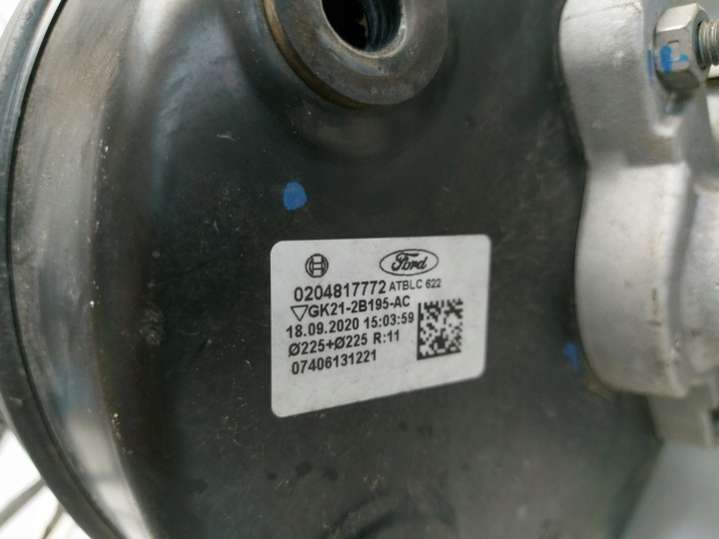 Ford
0204817772 ATBLC 622
▽GK21-2B195-AC
18.09.2020 15:03:59
Ø225+Ø225 R:11
07406131221